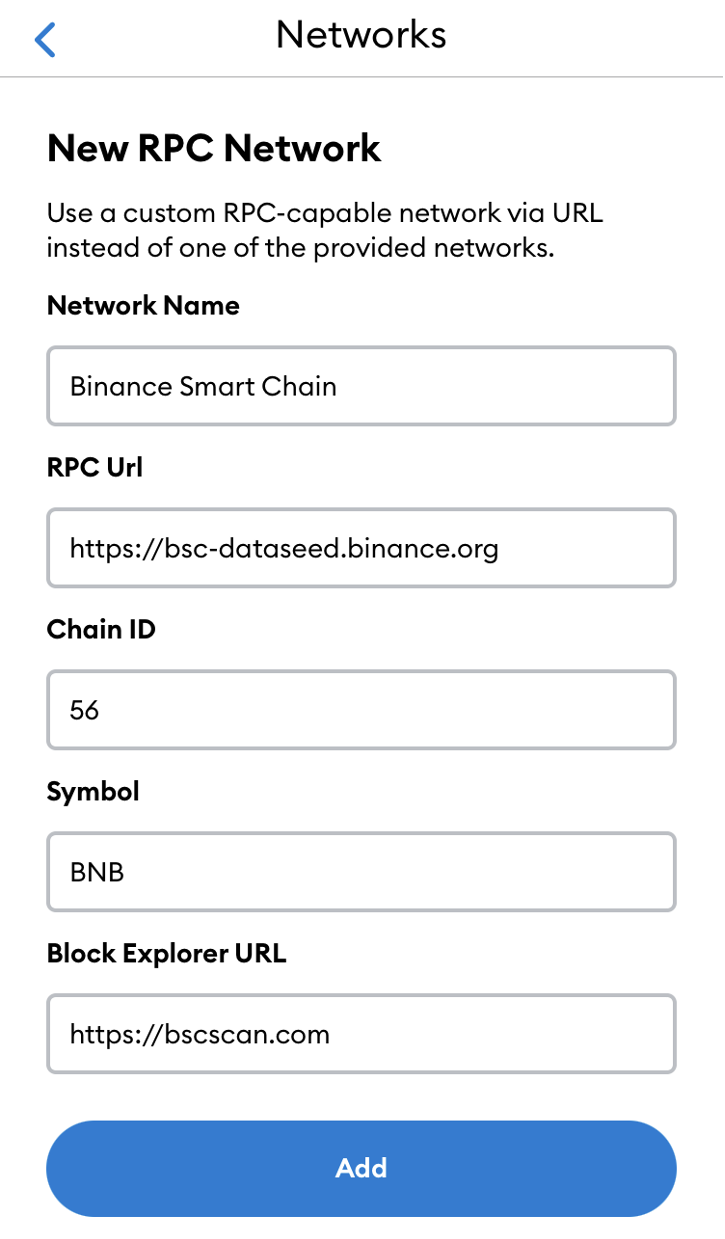 Networks
New RPC Network
Use a custom RPC-capable network via URL
instead of one of the provided networks.
Network Name
Binance Smart Chain
RPC Url
https://bsc-dataseed.binance.org
Chain ID
56
Symbol
BNB
Block Explorer URL
https://bscscan.com
Add